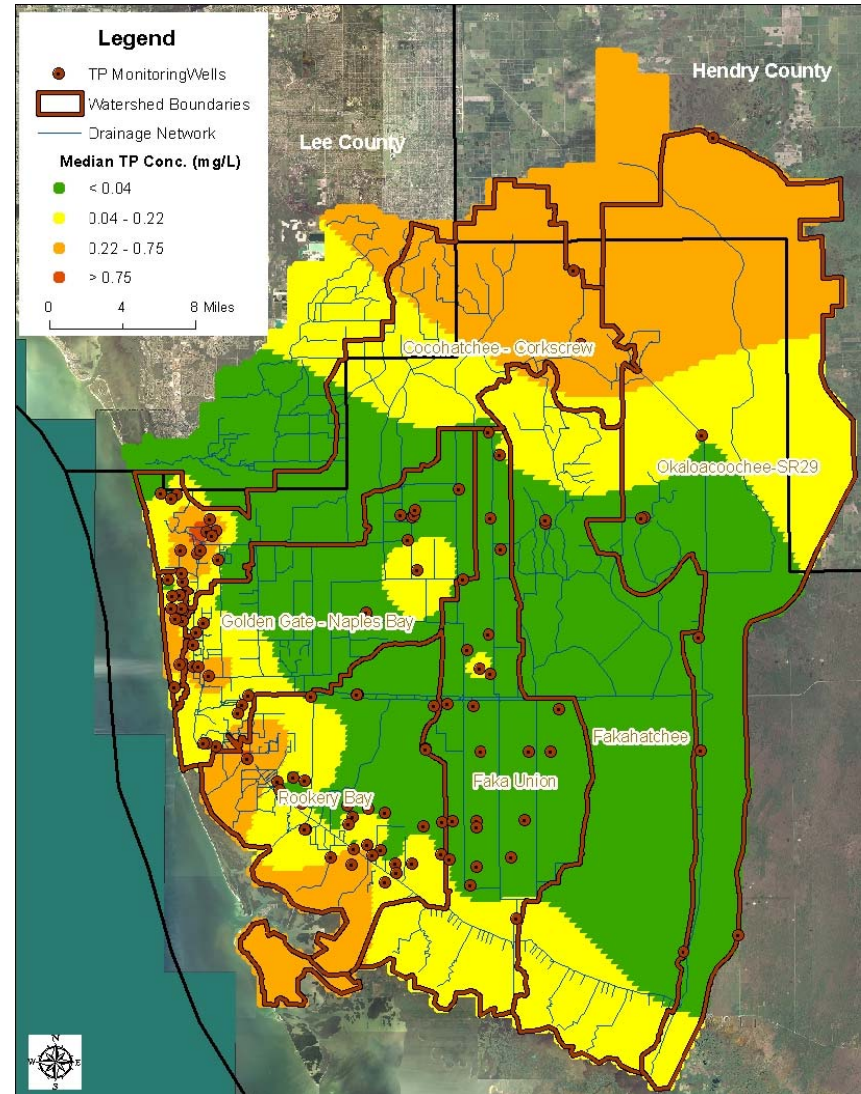 Legend
TP MonitoringWells
Watershed Boundaries
Drainage Network
Median TP Conc. (mg/L)
< 0.04
0.04 - 0.22
0.22 - 0.75
> 0.75
0 4 8 Miles
Hendry County
Lee County
Cocohatchee - Corkscrew
Okaloacoochee-SR29
Golden Gate - Naples Bay
Fakahatchee
Faka Union
Rookery Bay
N
W E
S